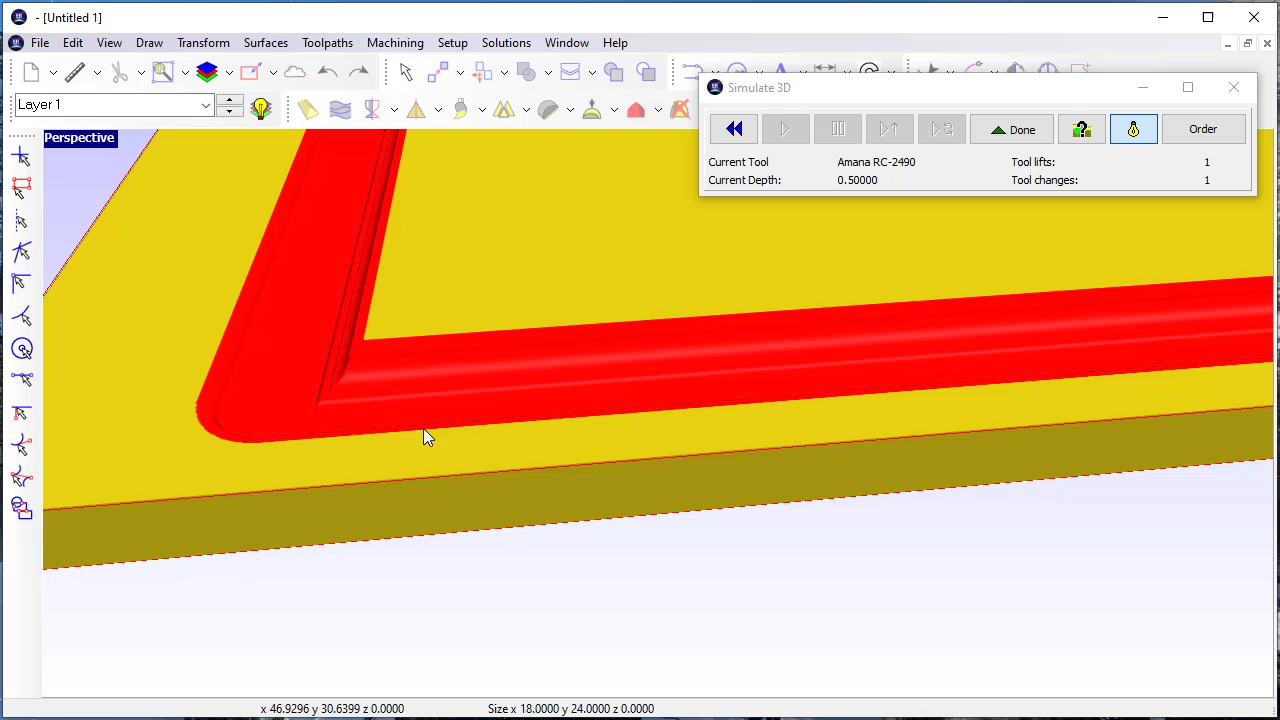 - [Untitled 1]
File Edit View Draw Transform Surfaces Toolpaths Machining Setup Solutions Window Help
Simulate 3D
Layer 1
Done
Order
Perspective
Current Tool Amana RC-2490 Tool lifts: 1
Current Depth: 0.50000 Tool changes: 1
x 46.9296 y 30.6399 z 0.0000 Size x 18.0000 y 24.0000 z 0.0000